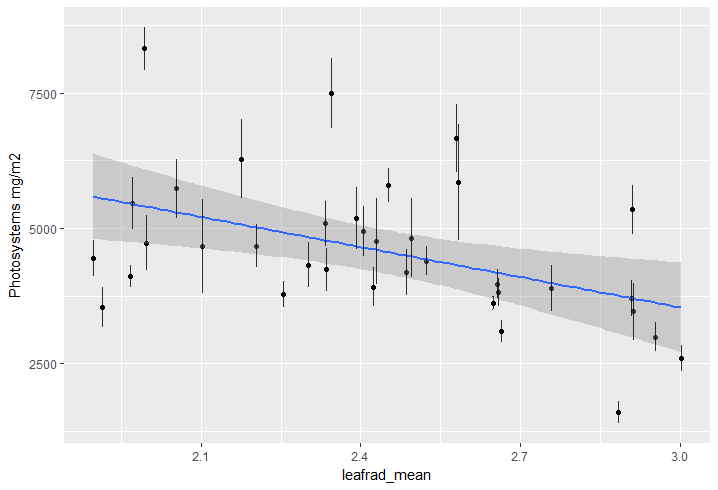 Photosystems mg/m2
7500
5000
2500
2.1 2.4 2.7 3.0
leafrad_mean